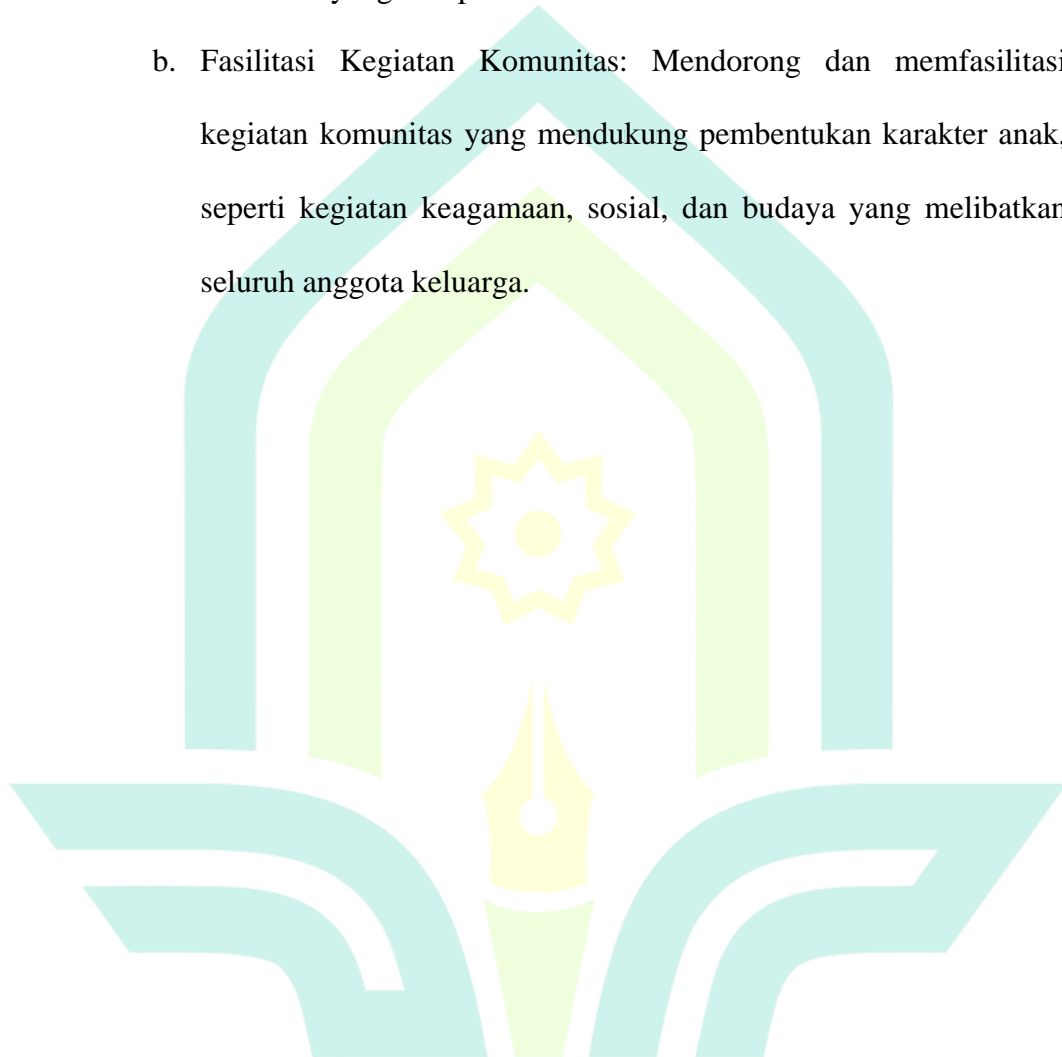 b. Fasilitasi Kegiatan Komunitas: Mendorong dan memfasilitasi
kegiatan komunitas yang mendukung pembentukan karakter anak,
seperti kegiatan keagamaan, sosial, dan budaya yang melibatkan
seluruh anggota keluarga.